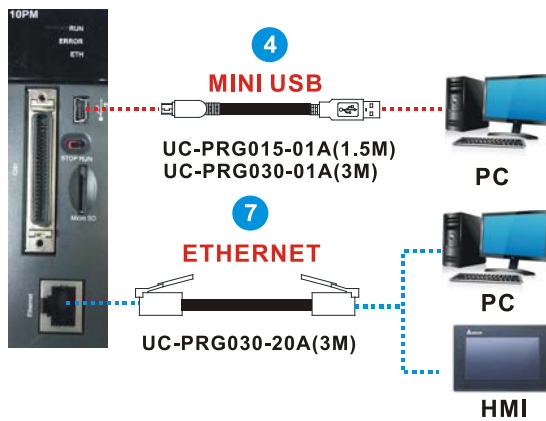 10PM
RUN
ERROR
ETH
4
MINI USB
CN1
STOP RUN
Micro SD
UC-PRG015-01A(1.5M)
UC-PRG030-01A(3M)
PC
7
ETHERNET
Ethernet
UC-PRG030-20A(3M)
PC
HMI